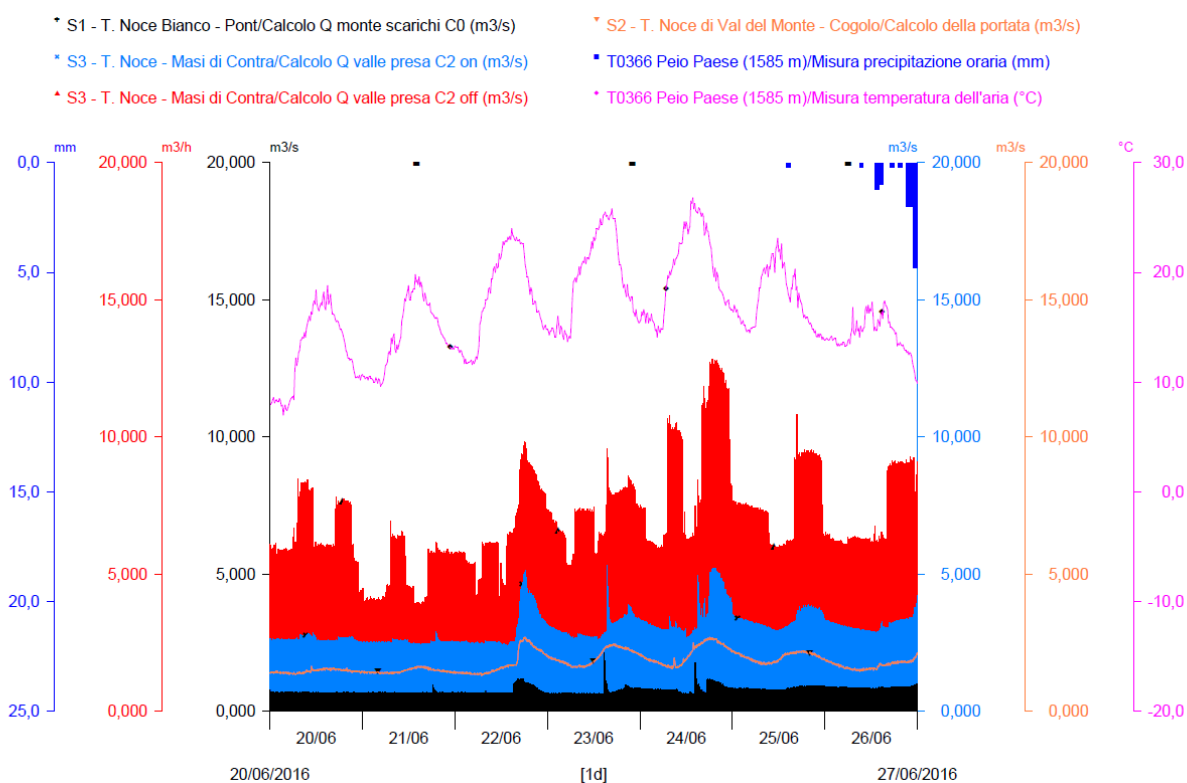 S1 - T. Noce Bianco - Pont/Calcolo Q monte scarichi C0 (m3/s)
S2 - T. Noce di Val del Monte - Cogolo/Calcolo della portata (m3/s)
S3 - T. Noce - Masi di Contra/Calcolo Q valle presa C2 on (m3/s)
T0366 Peio Paese (1585 m)/Misura precipitazione oraria (mm)
S3 - T. Noce - Masi di Contra/Calcolo Q valle presa C2 off (m3/s)
T0366 Peio Paese (1585 m)/Misura temperatura dell'aria (°C)
mm m3/h m3/s m3/s m3/s °C
0,0 20,000 20,000 20,000 20,000 30,0
5,0 20,0
15,000 15,000 15,000 15,000
10,0 10,0
10,000 10,000 10,000 10,000
15,0 0,0
5,000 5,000 5,000 5,000
20,0 -10,0
25,0 0,000 0,000 0,000 0,000 -20,0
20/06 21/06 22/06 23/06 24/06 25/06 26/06
20/06/2016 [1d] 27/06/2016